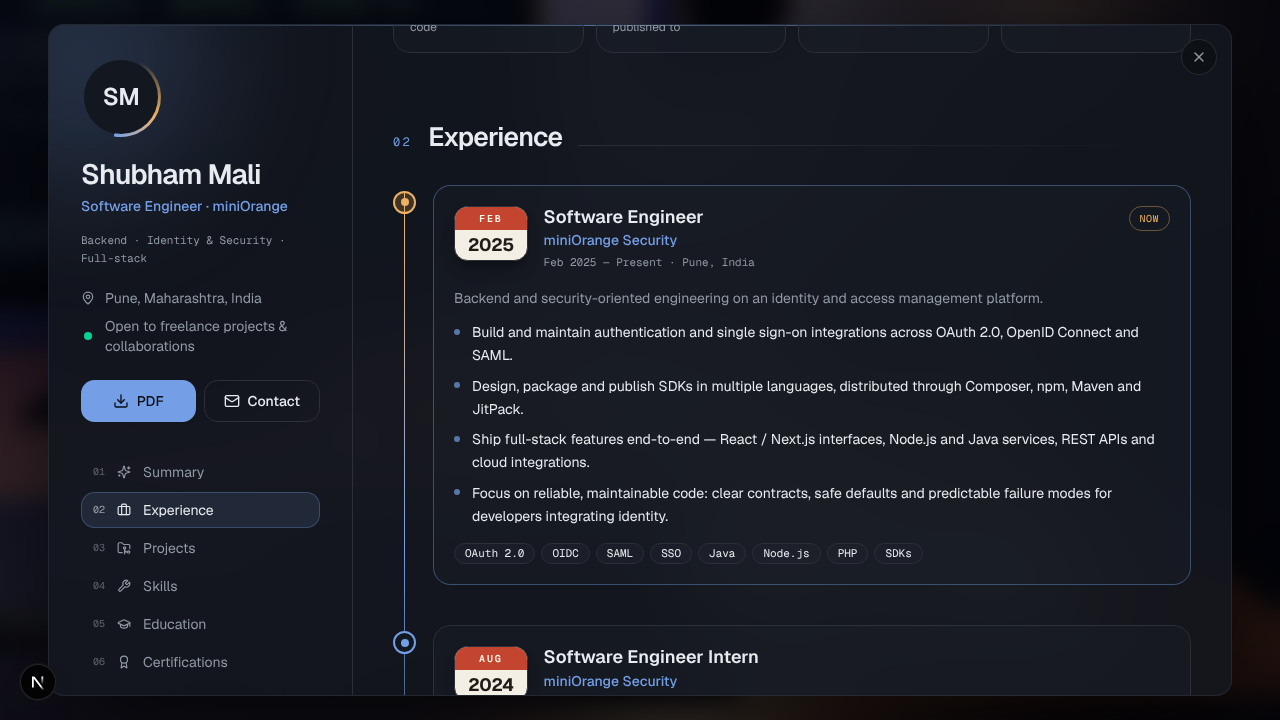 code
published to
SM
Shubham Mali
Software Engineer · miniOrange
Backend · Identity & Security ·
Full-stack
Pune, Maharashtra, India
Open to freelance projects &
collaborations
PDF
Contact
01 Summary
02 Experience
03 Projects
04 Skills
05 Education
06 Certifications
N
02 Experience
FEB
2025
Software Engineer
NOW
miniOrange Security
Feb 2025 — Present · Pune, India
Backend and security-oriented engineering on an identity and access management platform.
Build and maintain authentication and single sign-on integrations across OAuth 2.0, OpenID Connect and
SAML.
Design, package and publish SDKs in multiple languages, distributed through Composer, npm, Maven and
JitPack.
Ship full-stack features end-to-end — React / Next.js interfaces, Node.js and Java services, REST APIs and
cloud integrations.
Focus on reliable, maintainable code: clear contracts, safe defaults and predictable failure modes for
developers integrating identity.
OAuth 2.0 OIDC SAML SSO Java Node.js PHP SDKs
AUG
2024
Software Engineer Intern
miniOrange Security